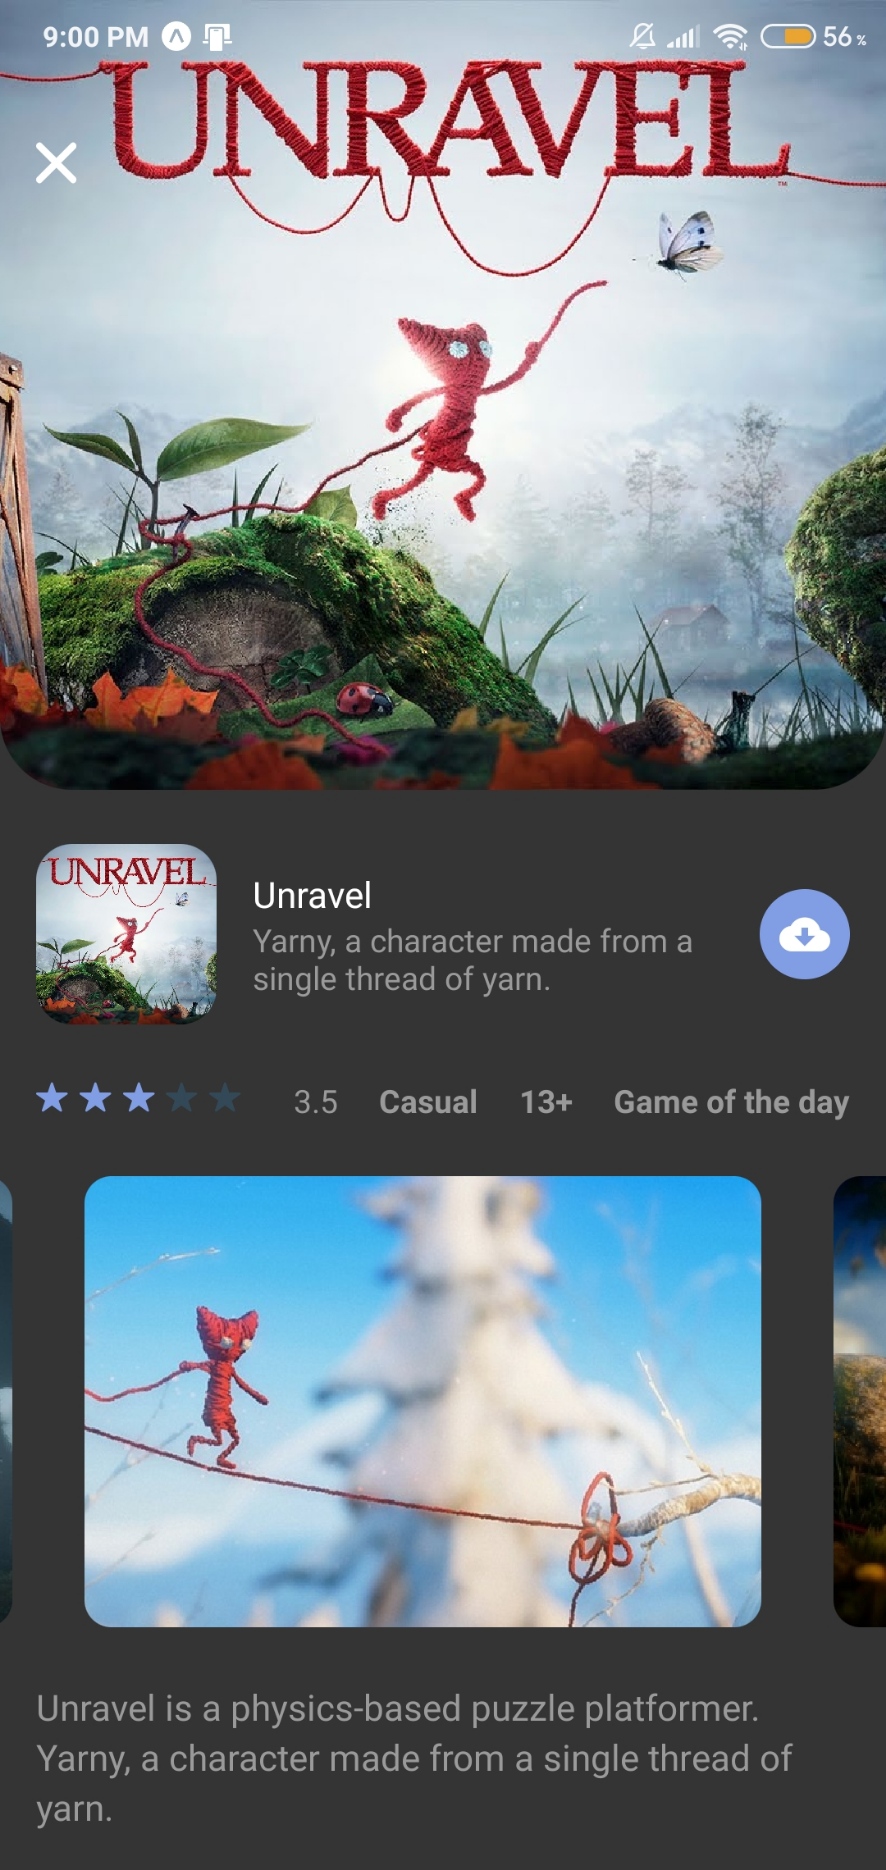 9:00 PM
56 %
UNRAVEL
™
UNRAVEL
Unravel
Yarny, a character made from a
single thread of yarn.
3.5 Casual 13+ Game of the day
Unravel is a physics-based puzzle platformer.
Yarny, a character made from a single thread of
yarn.